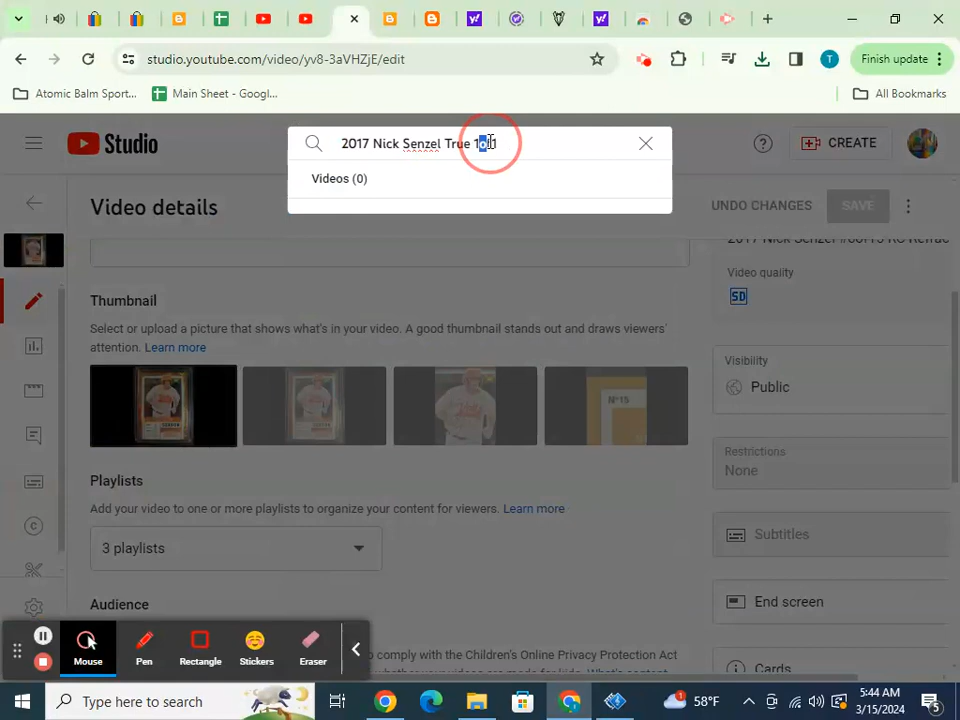 Finish update
studio.youtube.com/video/yv8-3aVHZjE/edit
T
Atomic Balm Sport...
Main Sheet - Googl...
All Bookmarks
Studio
2017 Nick Senzel True 1o1
Videos (0)
CREATE
Video details
UNDO CHANGES
SAVE
Video quality
SD
Thumbnail
Select or upload a picture that shows what's in your video. A good thumbnail stands out and draws viewers'
attention. Learn more
Nº15
Visibility
Public
Restrictions
None
Playlists
Add your video to one or more playlists to organize your content for viewers. Learn more
3 playlists
Subtitles
Audience
End screen
Mouse
Pen
Rectangle
Stickers
Eraser
comply with the Children's Online Privacy Protection Act
Cards
Type here to search
1
58°F
5:44 AM
3/15/2024
5